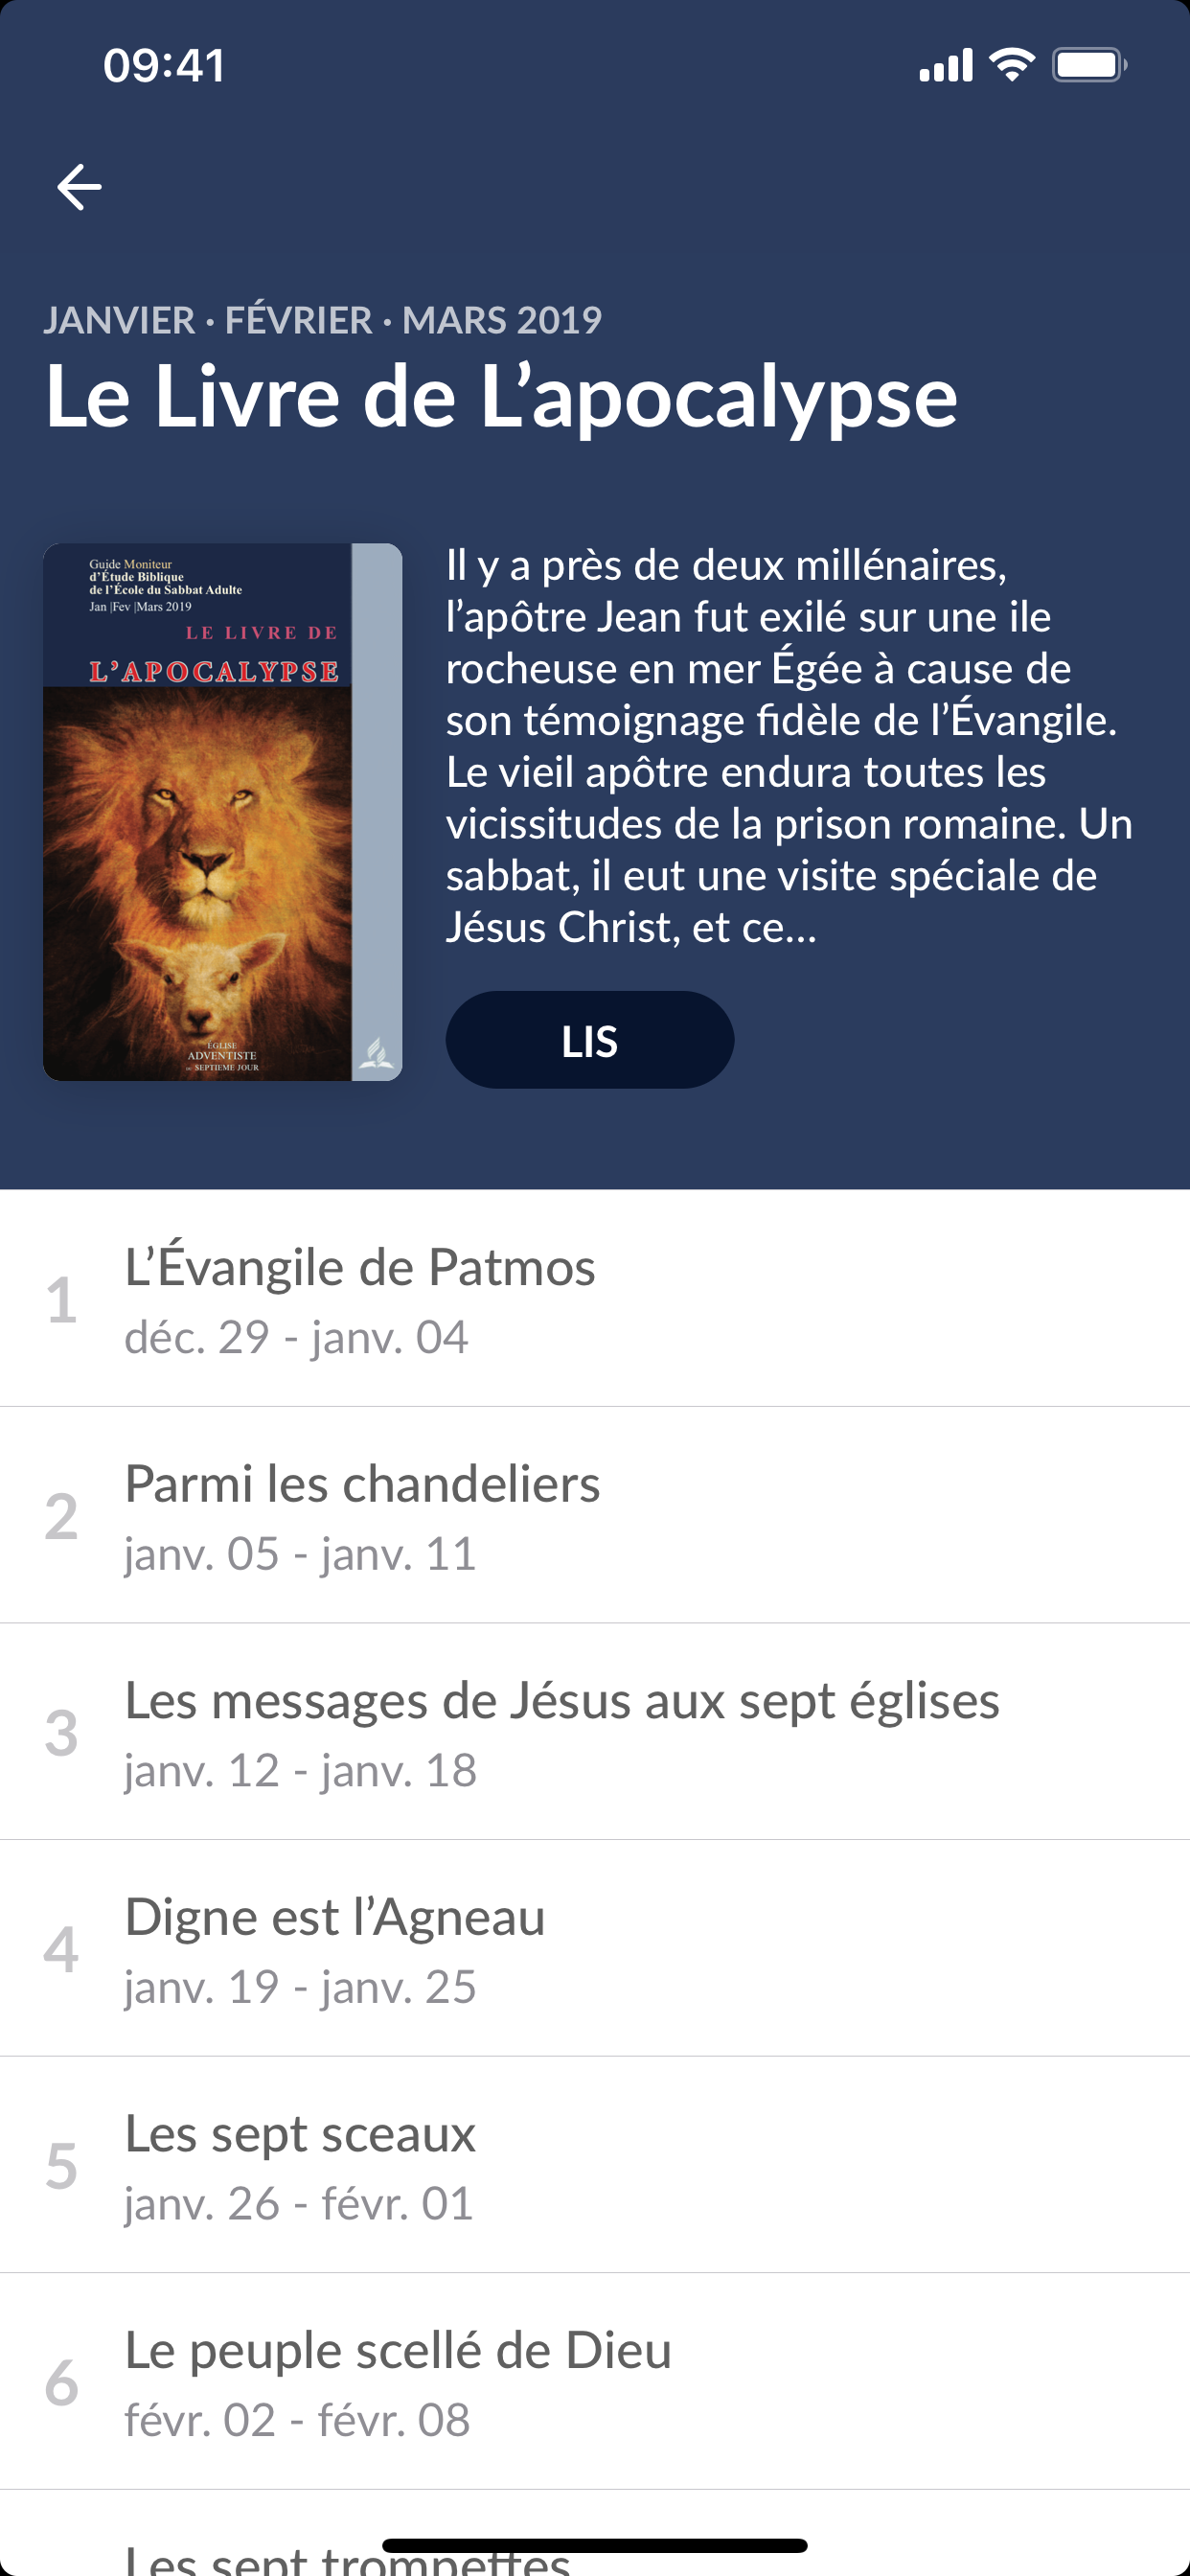 09:41
JANVIER · FÉVRIER · MARS 2019
Le Livre de L’apocalypse
Guide Moniteur
d’Étude Biblique
de l’École du Sabbat Adulte
Jan |Fev |Mars 2019
LE LIVRE DE
L’APOCALYPSE
ÉGLISE
ADVENTISTE
SEPTIEME JOUR
Il y a près de deux millénaires,
l’apôtre Jean fut exilé sur une ile
rocheuse en mer Égée à cause de
son témoignage fidèle de l’Évangile.
Le vieil apôtre endura toutes les
vicissitudes de la prison romaine. Un
sabbat, il eut une visite spéciale de
Jésus Christ, et ce...
LIS
1
L’Évangile de Patmos
déc. 29 - janv. 04
2
Parmi les chandeliers
janv. 05 - janv. 11
3
Les messages de Jésus aux sept églises
janv. 12 - janv. 18
4
Digne est l’Agneau
janv. 19 - janv. 25
5
Les sept sceaux
janv. 26 - févr. 01
6
Le peuple scellé de Dieu
févr. 02 - févr. 08
Les sept trompettes